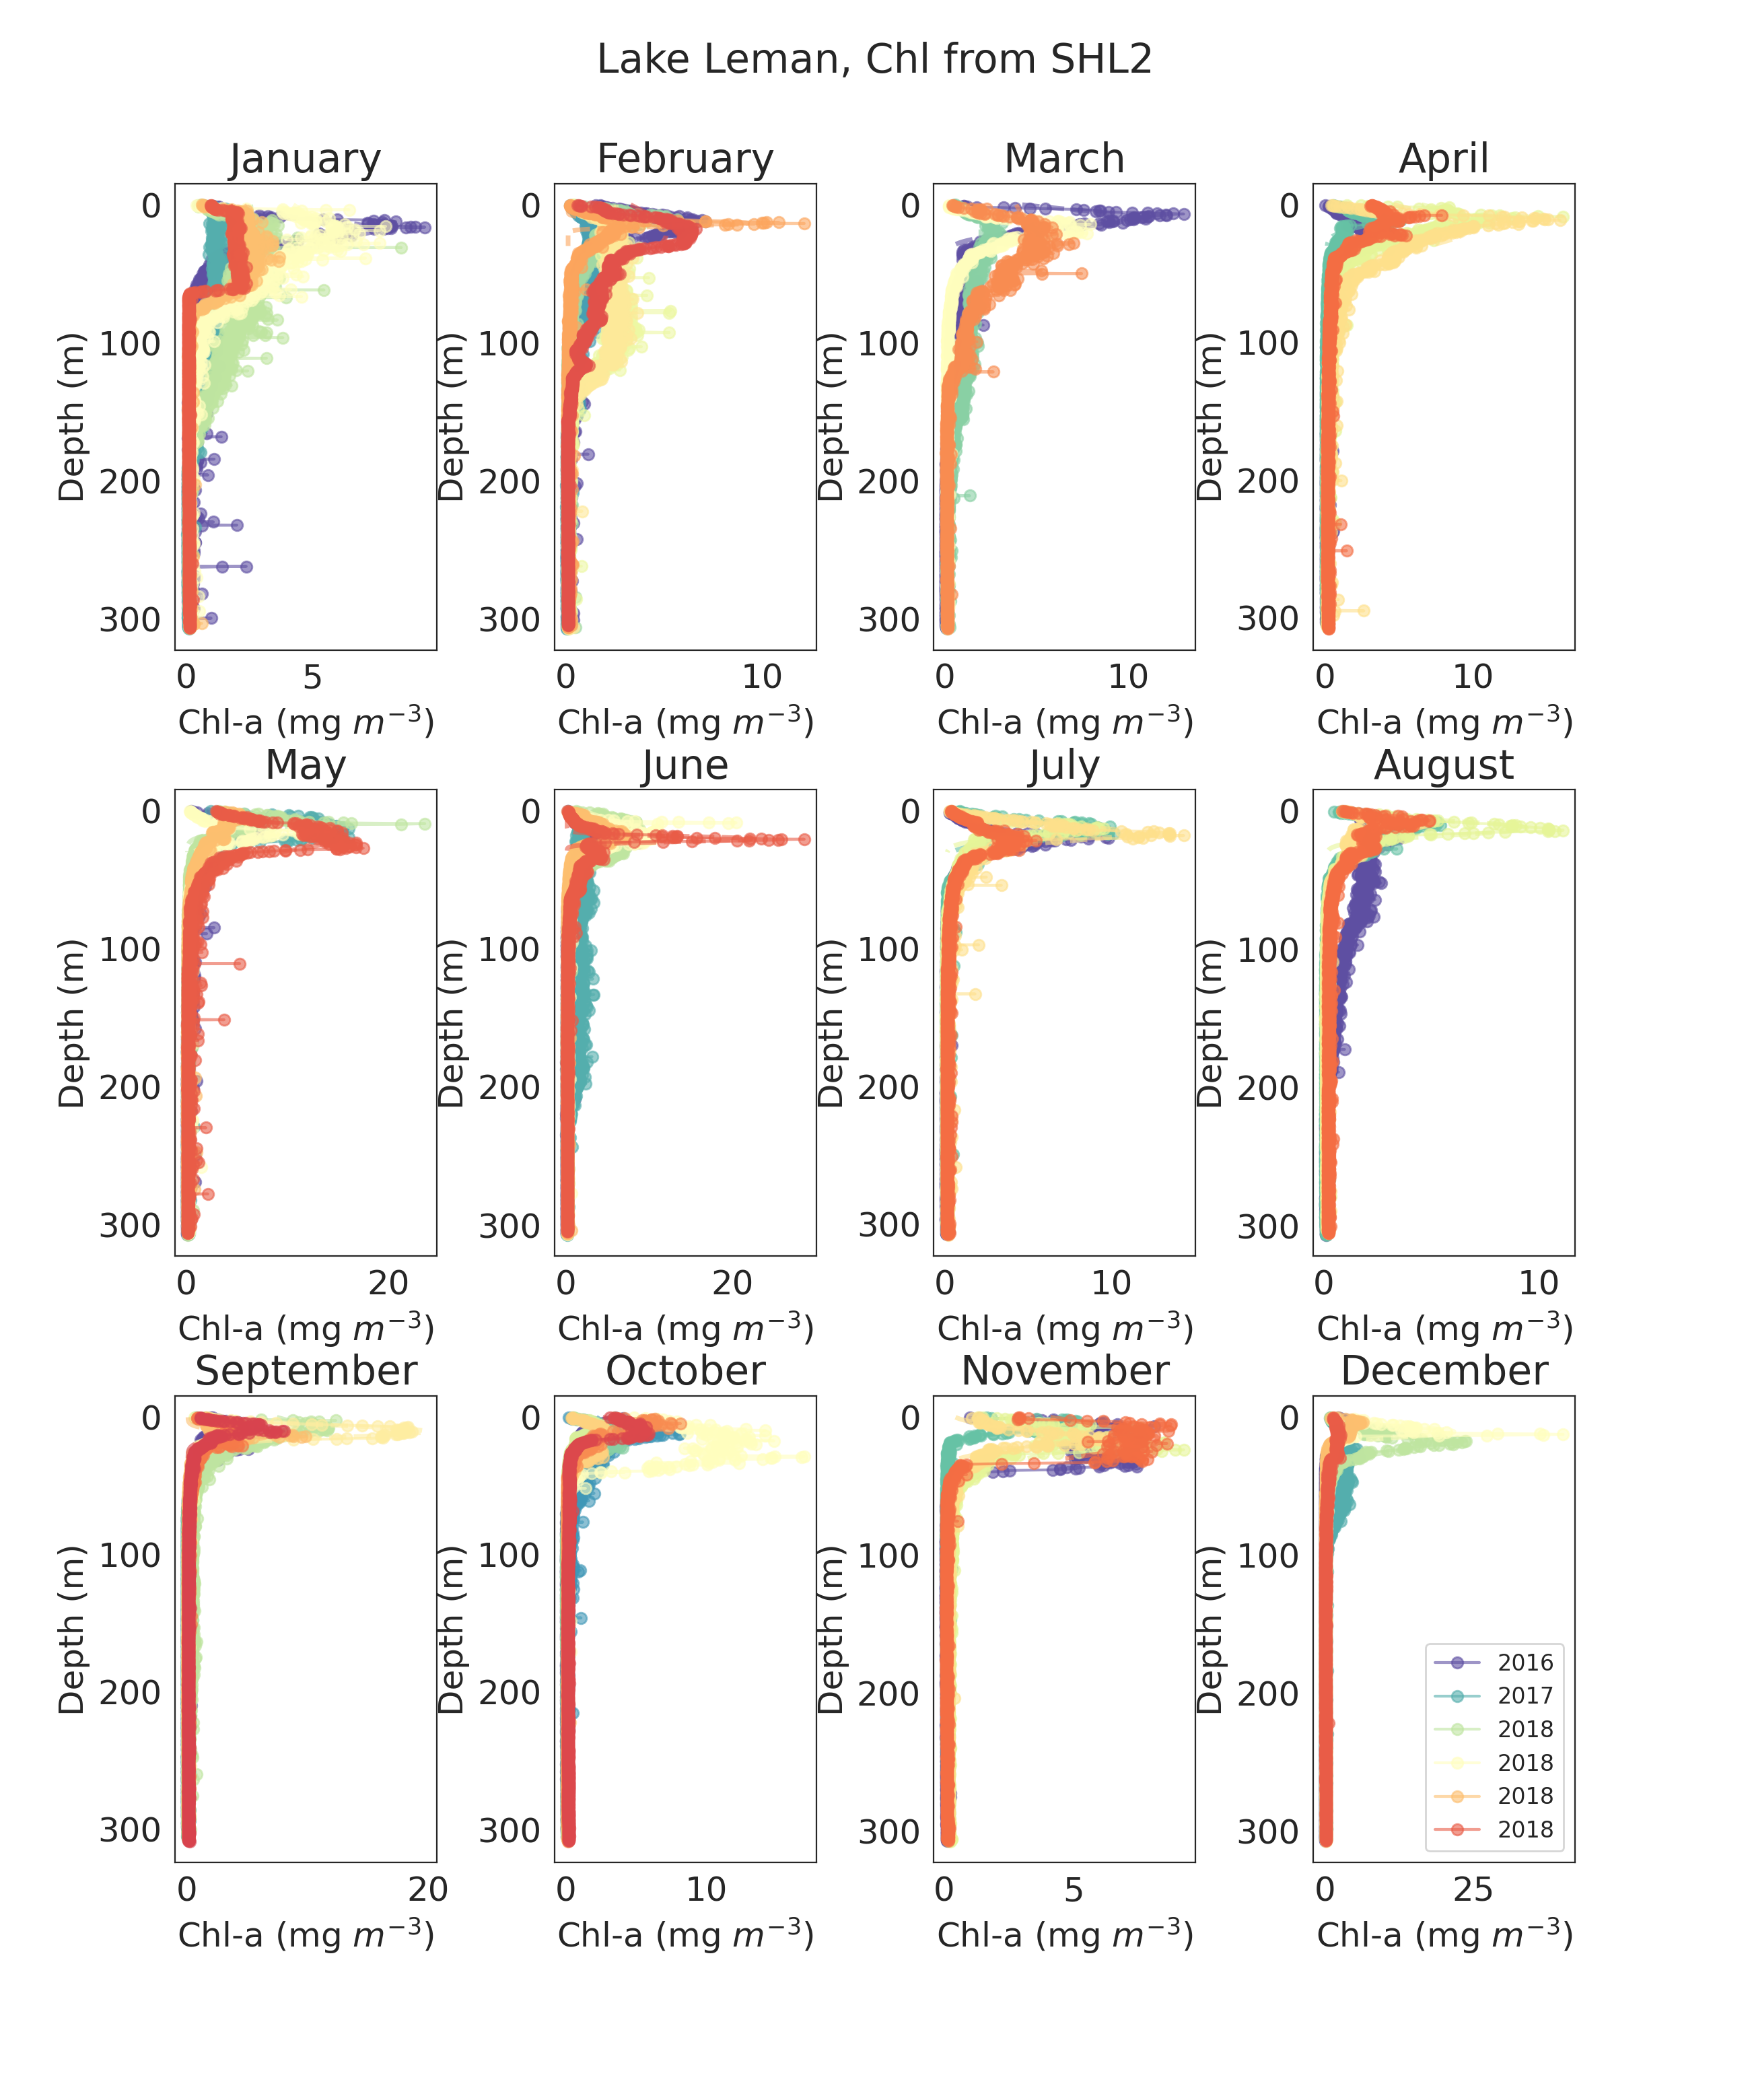 Lake Leman, Chl from SHL2
January
February
March
April
0
100
200
300
Depth (m)
0 5
Chl-a (mg m−3)
0
100
200
300
Depth (m)
0 10
Chl-a (mg m−3)
0
100
200
300
Depth (m)
0 10
Chl-a (mg m−3)
0
100
200
300
Depth (m)
0 10
Chl-a (mg m−3)
May
June
July
August
0
100
200
300
Depth (m)
0 20
Chl-a (mg m−3)
0
100
200
300
Depth (m)
0 20
Chl-a (mg m−3)
0
100
200
300
Depth (m)
0 10
Chl-a (mg m−3)
0
100
200
300
Depth (m)
0 10
Chl-a (mg m−3)
September
October
November
December
0
100
200
300
Depth (m)
0 20
Chl-a (mg m−3)
0
100
200
300
Depth (m)
0 10
Chl-a (mg m−3)
0
100
200
300
Depth (m)
0 5
Chl-a (mg m−3)
0
100
200
300
Depth (m)
0 25
Chl-a (mg m−3)
2016
2017
2018
2018
2018
2018